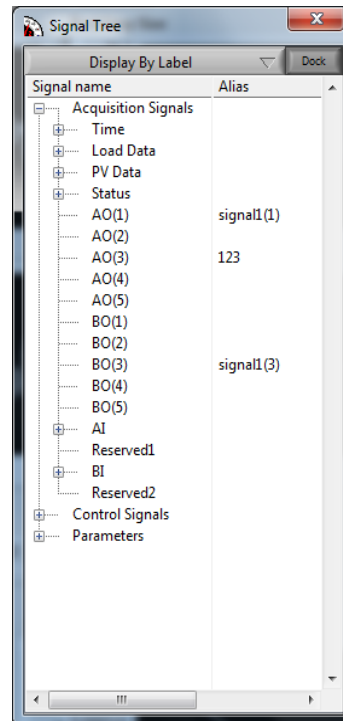 Signal Tree
Display By Label Dock
Signal name Alias
Acquisition Signals
Time
Load Data
PV Data
Status
AO(1) signal1(1)
AO(2)
AO(3) 123
AO(4)
AO(5)
BO(1)
BO(2)
BO(3) signal1(3)
BO(4)
BO(5)
AI
Reserved1
BI
Reserved2
Control Signals
Parameters